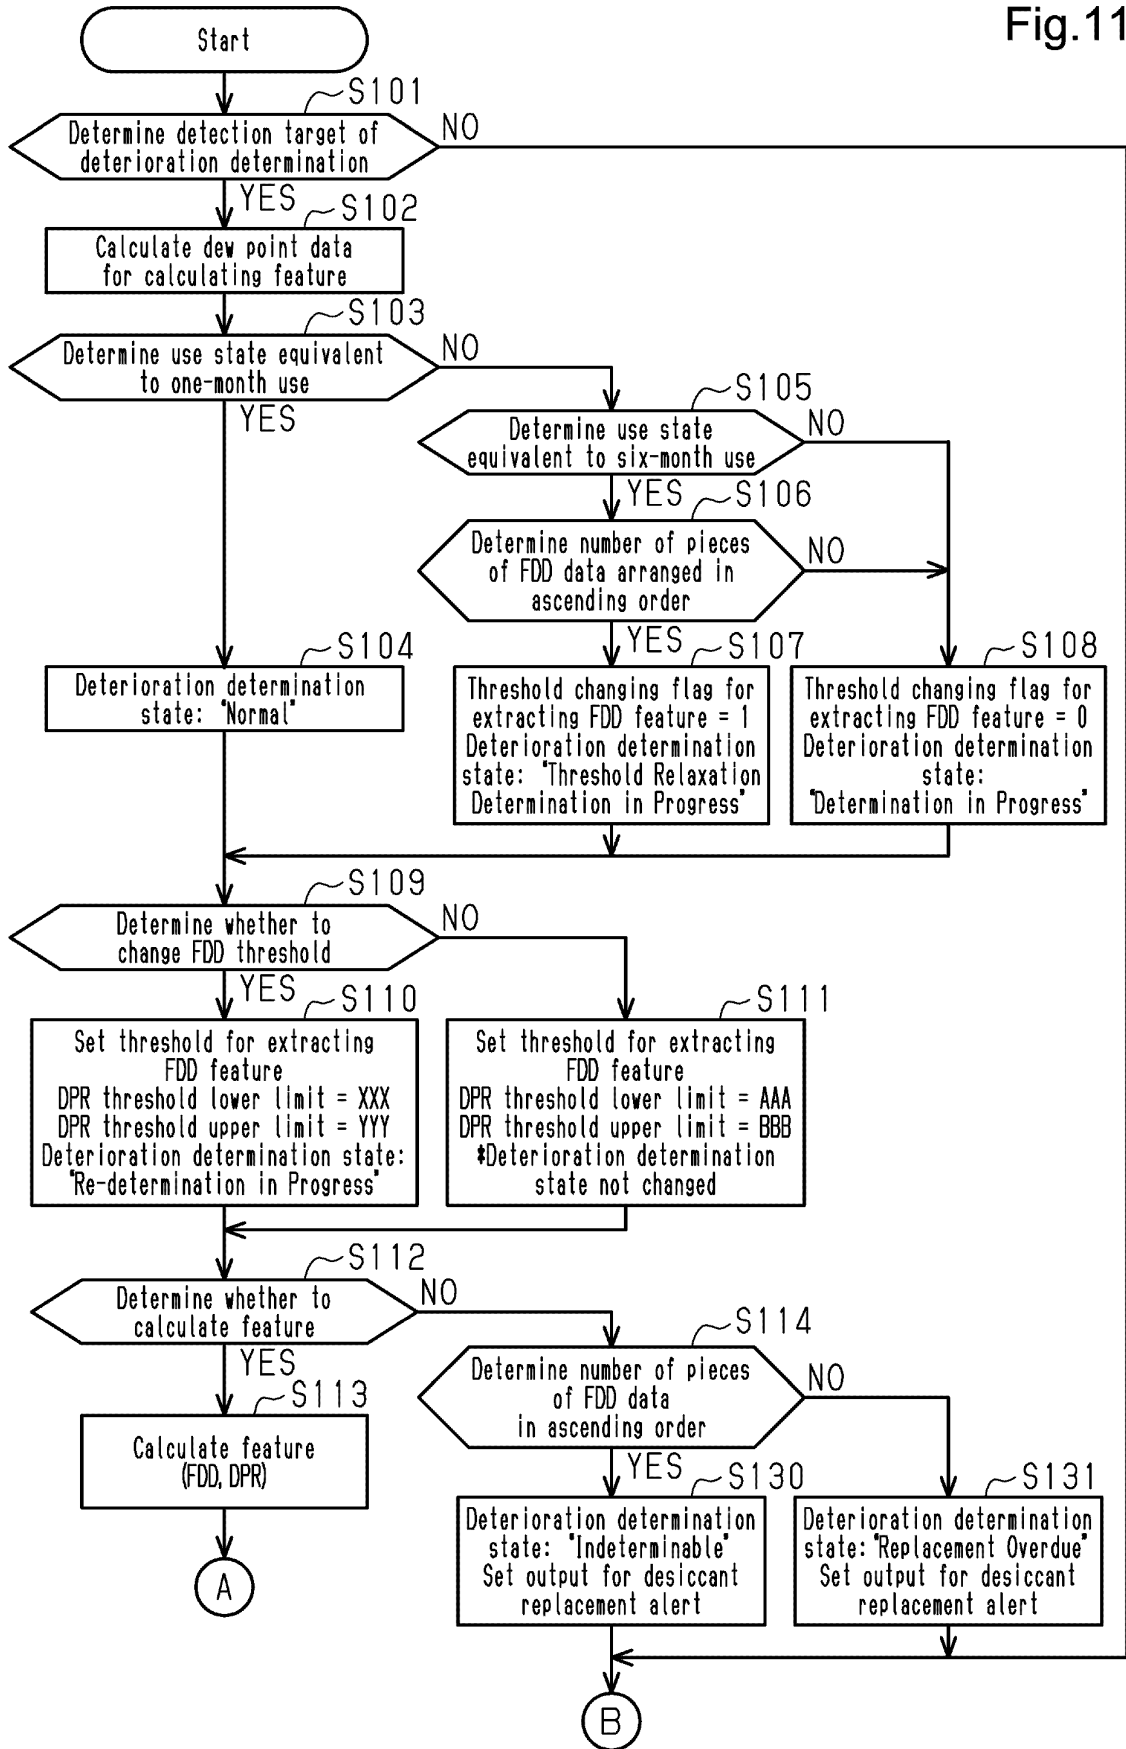 Fig.11
Start
S101
Determine detection target of
deterioration determination
NO
YES
S102
Calculate dew point data
for calculating feature
S103
Determine use state equivalent
to one-month use
NO
YES
S105
Determine use state
equivalent to six-month use
NO
YES
S106
Determine number of pieces
of FDD data arranged in
ascending order
NO
YES
S104
Deterioration determination
state: "Normal"
S107
Threshold changing flag for
extracting FDD feature = 1
Deterioration determination
state: "Threshold Relaxation
Determination in Progress"
S108
Threshold changing flag for
extracting FDD feature = 0
Deterioration determination
state:
"Determination in Progress"
S109
Determine whether to
change FDD threshold
NO
YES
S110
Set threshold for extracting
FDD feature
DPR threshold lower limit = XXX
DPR threshold upper limit = YYY
Deterioration determination state:
"Re-determination in Progress"
S111
Set threshold for extracting
FDD feature
DPR threshold lower limit = AAA
DPR threshold upper limit = BBB
*Deterioration determination
state not changed
S112
Determine whether to
calculate feature
NO
YES
S113
Calculate feature
(FDD, DPR)
A
S114
Determine number of pieces
of FDD data
in ascending order
NO
YES
S130
Deterioration determination
state: "Indeterminable"
Set output for desiccant
replacement alert
S131
Deterioration determination
state: "Replacement Overdue"
Set output for desiccant
replacement alert
B